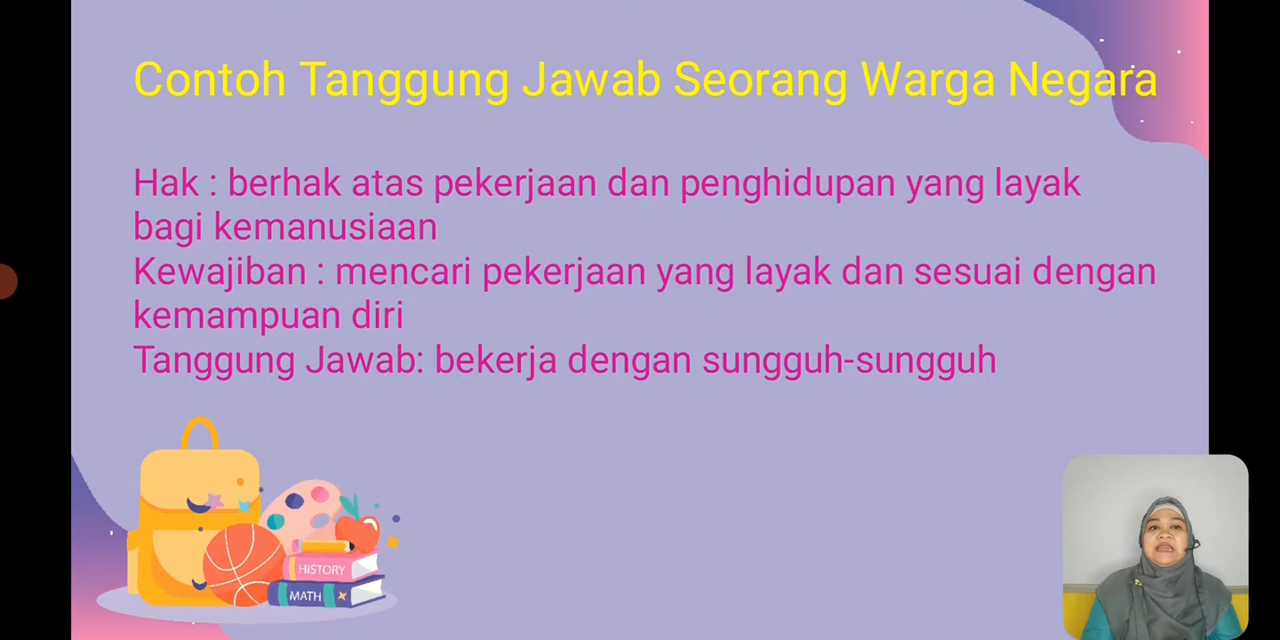 Contoh Tanggung Jawab Seorang Warga Negara
Hak : berhak atas pekerjaan dan penghidupan yang layak
bagi kemanusiaan
Kewajiban : mencari pekerjaan yang layak dan sesuai dengan
kemampuan diri
Tanggung Jawab: bekerja dengan sungguh-sungguh
HISTORY
MATH